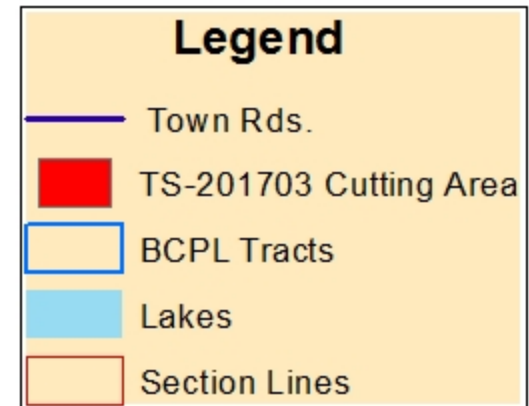 Legend
Town Rds.
TS-201703 Cutting Area
BCPL Tracts
Lakes
Section Lines